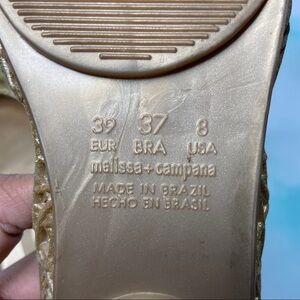 39 37 8
EUR BRA USA
melissa + campana
MADE IN BRAZIL
HECHO EN BRASIL